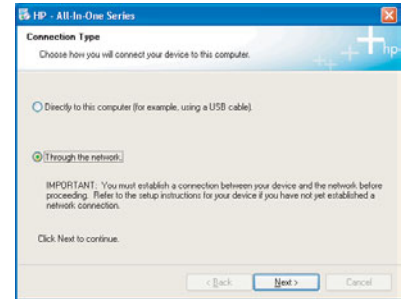 HP - All-In-One Series
Connection Type
Choose how you will connect your device to this computer.
hp
Directly to this computer (for example, using a USB cable).
Through the network.
IMPORTANT: You must establish a connection between your device and the network before
proceeding. Refer to the setup instructions for your device if you have not yet established a
network connection.
Click Next to continue.
< Back
Next >
Cancel